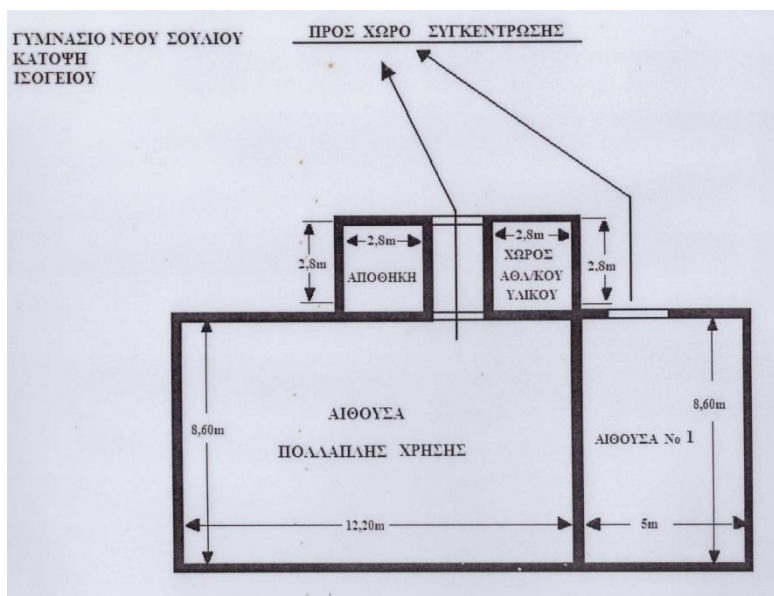 ΓΥΜΝΑΣΙΟ ΝΕΟΥ ΣΟΥΛΙΟΥ
ΚΑΤΟΨΗ
ΙΣΟΓΕΙΟΥ
ΠΡΟΣ ΧΩΡΟ ΣΥΓΚΕΝΤΡΩΣΗΣ
2,8m
2,8m
ΑΠΟΘΗΚΗ
2,8m
ΧΩΡΟΣ
ΑΘΛ/ΚΟΥ
ΥΛΙΚΟΥ
2,8m
8,60m
ΑΙΘΟΥΣΑ
ΠΟΛΛΑΠΛΗΣ ΧΡΗΣΗΣ
12,20m
8,60m
ΑΙΘΟΥΣΑ Νο 1
5m